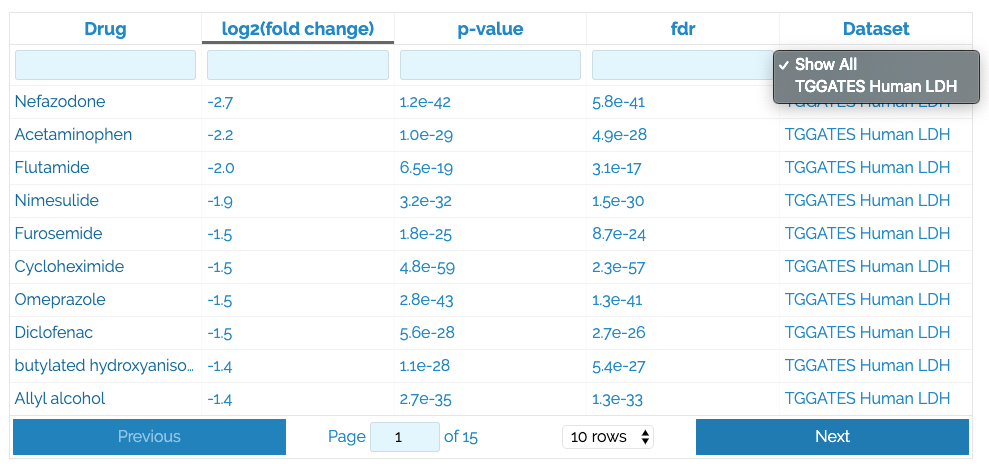 Drug log2(fold change) p-value fdr Dataset
✓ Show All
TGGATES Human LDH
Nefazodone -2.7 1.2e-42 5.8e-41 TGGATES Human LDH
Acetaminophen -2.2 1.0e-29 4.9e-28 TGGATES Human LDH
Flutamide -2.0 6.5e-19 3.1e-17 TGGATES Human LDH
Nimesulide -1.9 3.2e-32 1.5e-30 TGGATES Human LDH
Furosemide -1.5 1.8e-25 8.7e-24 TGGATES Human LDH
Cycloheximide -1.5 4.8e-59 2.3e-57 TGGATES Human LDH
Omeprazole -1.5 2.8e-43 1.3e-41 TGGATES Human LDH
Diclofenac -1.5 5.6e-28 2.7e-26 TGGATES Human LDH
butylated hydroxyaniso... -1.4 1.1e-28 5.4e-27 TGGATES Human LDH
Allyl alcohol -1.4 2.7e-35 1.3e-33 TGGATES Human LDH
Previous Page 1 of 15 10 rows Next